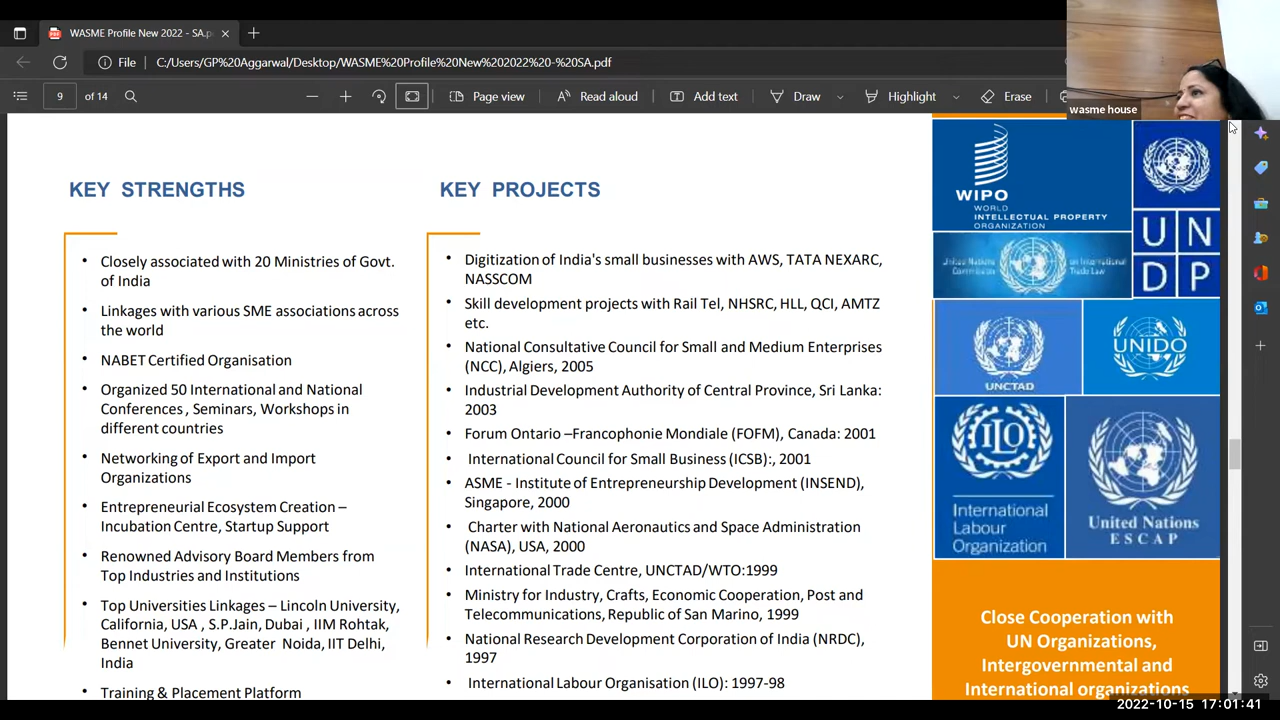 WASME Profile New 2022 - SA.p
File
C:/Users/GP%20Aggarwal/Desktop/WASME%20Profile%20New%202022%20-%20SA.pdf
wasme house
9
of 14
Page view
Read aloud
Add text
Draw
Highlight
Erase
KEY STRENGTHS
• Closely associated with 20 Ministries of Govt.
of India
• Linkages with various SME associations across
the world
• NABET Certified Organisation
• Organized 50 International and National
Conferences , Seminars, Workshops in
different countries
• Networking of Export and Import
Organizations
• Entrepreneurial Ecosystem Creation –
Incubation Centre, Startup Support
• Renowned Advisory Board Members from
Top Industries and Institutions
• Top Universities Linkages – Lincoln University,
California, USA , S.P.Jain, Dubai , IIM Rohtak,
Bennet University, Greater Noida, IIT Delhi,
India
• Training & Placement Platform
KEY PROJECTS
• Digitization of India's small businesses with AWS, TATA NEXARC,
NASSCOM
• Skill development projects with Rail Tel, NHSRC, HLL, QCI, AMTZ
etc.
• National Consultative Council for Small and Medium Enterprises
(NCC), Algiers, 2005
• Industrial Development Authority of Central Province, Sri Lanka:
2003
• Forum Ontario –Francophonie Mondiale (FOFM), Canada: 2001
• International Council for Small Business (ICSB):, 2001
• ASME - Institute of Entrepreneurship Development (INSEND),
Singapore, 2000
• Charter with National Aeronautics and Space Administration
(NASA), USA, 2000
• International Trade Centre, UNCTAD/WTO:1999
• Ministry for Industry, Crafts, Economic Cooperation, Post and
Telecommunications, Republic of San Marino, 1999
• National Research Development Corporation of India (NRDC),
1997
• International Labour Organisation (ILO): 1997-98
WIPO
WORLD
INTELLECTUAL PROPERTY
ORGANIZATION
U N
D P
United Nations
Commission
on International
Trade Law
UNCTAD
UNIDO
ILO
International
Labour
Organization
United Nations
ESCAP
Close Cooperation with
UN Organizations,
Intergovernmental and
International organizations
2022-10-15 17:01:41